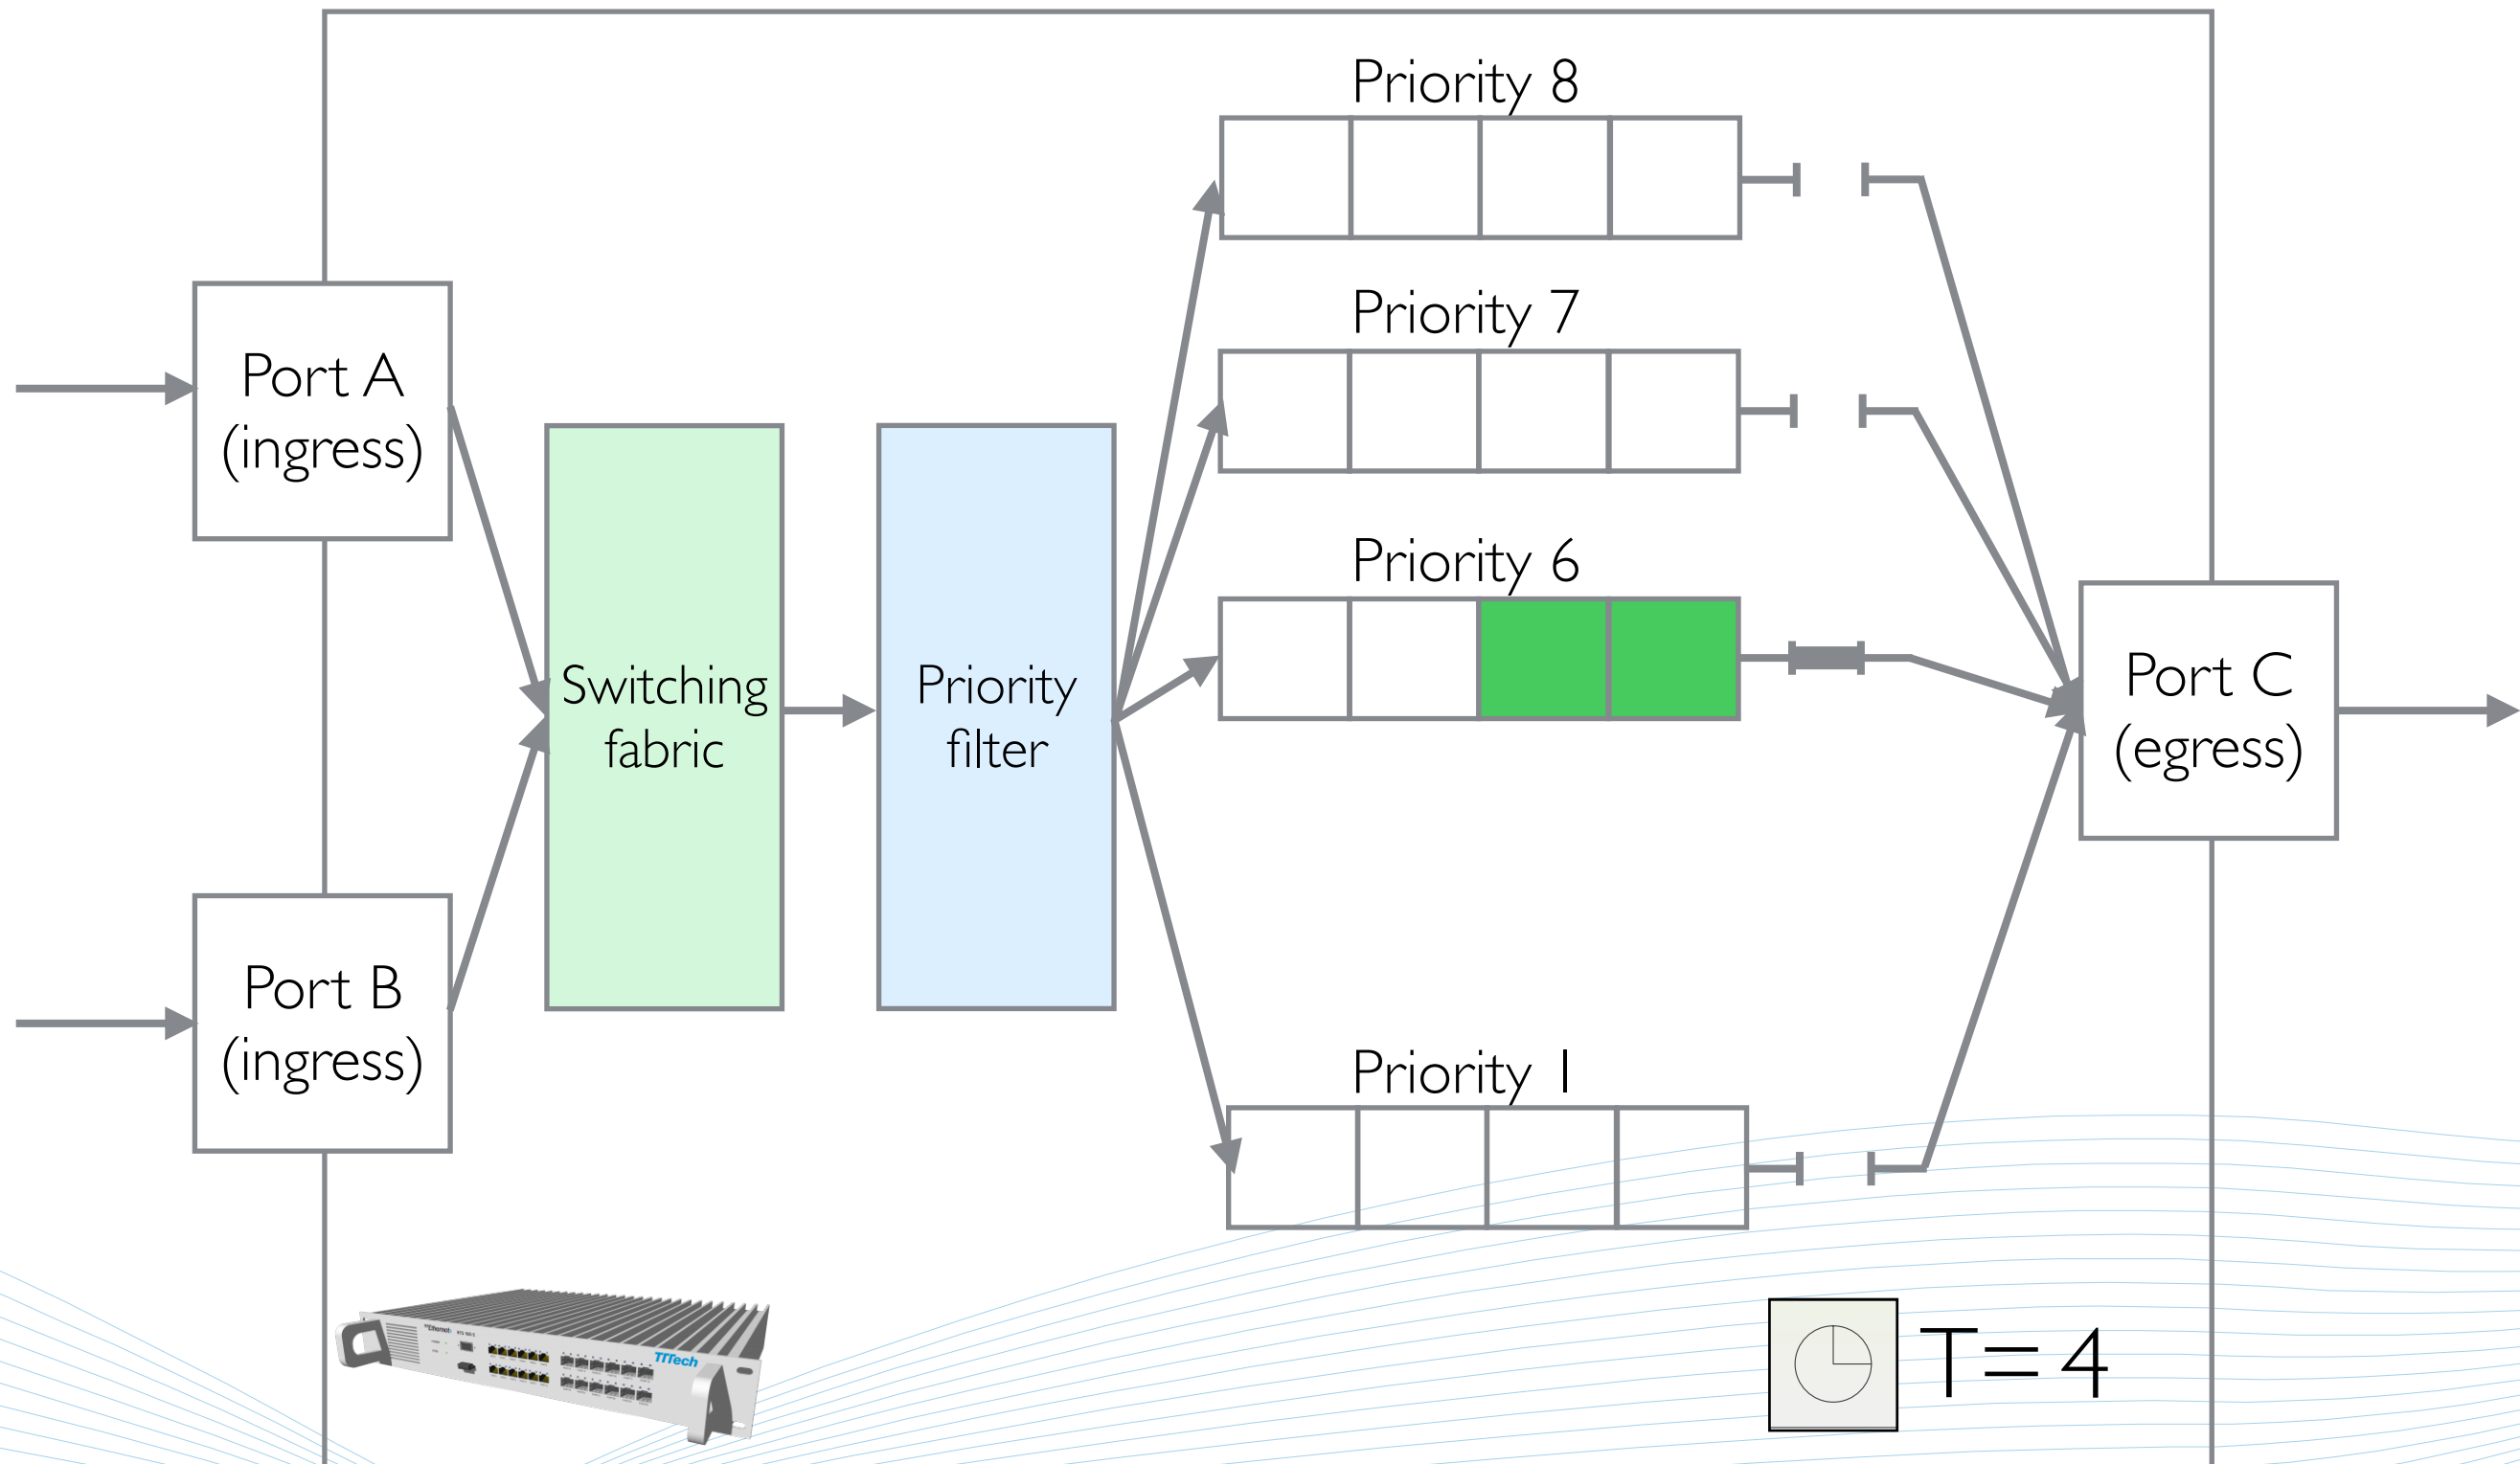 Priority 8
Priority 7
Port A
(ingress)
Priority 6
Switching
fabric
Priority
filter
Port C
(egress)
Port B
(ingress)
Priority 1
TTTech
T= 4